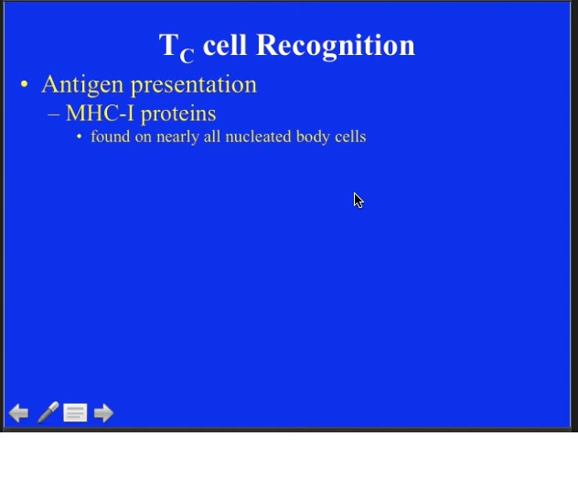 TC cell Recognition
• Antigen presentation
– MHC-I proteins
• found on nearly all nucleated body cells